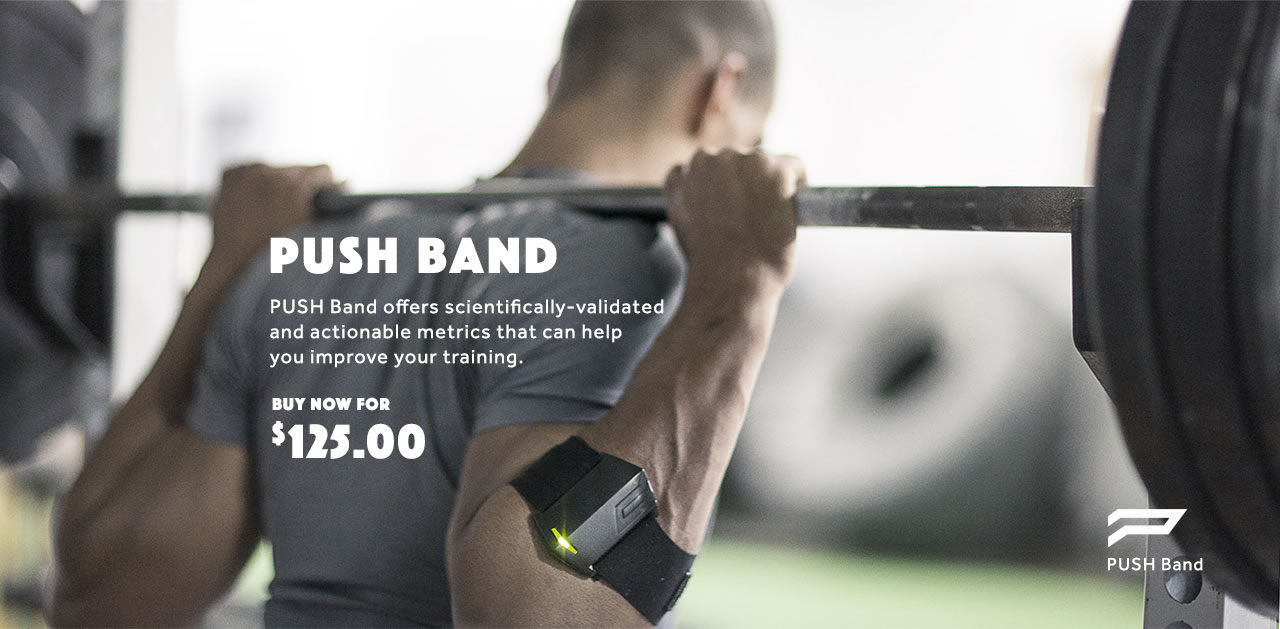 PUSH BAND
PUSH Band offers scientifically-validated
and actionable metrics that can help
you improve your training.
BUY NOW FOR
$125.00
PUSH Band